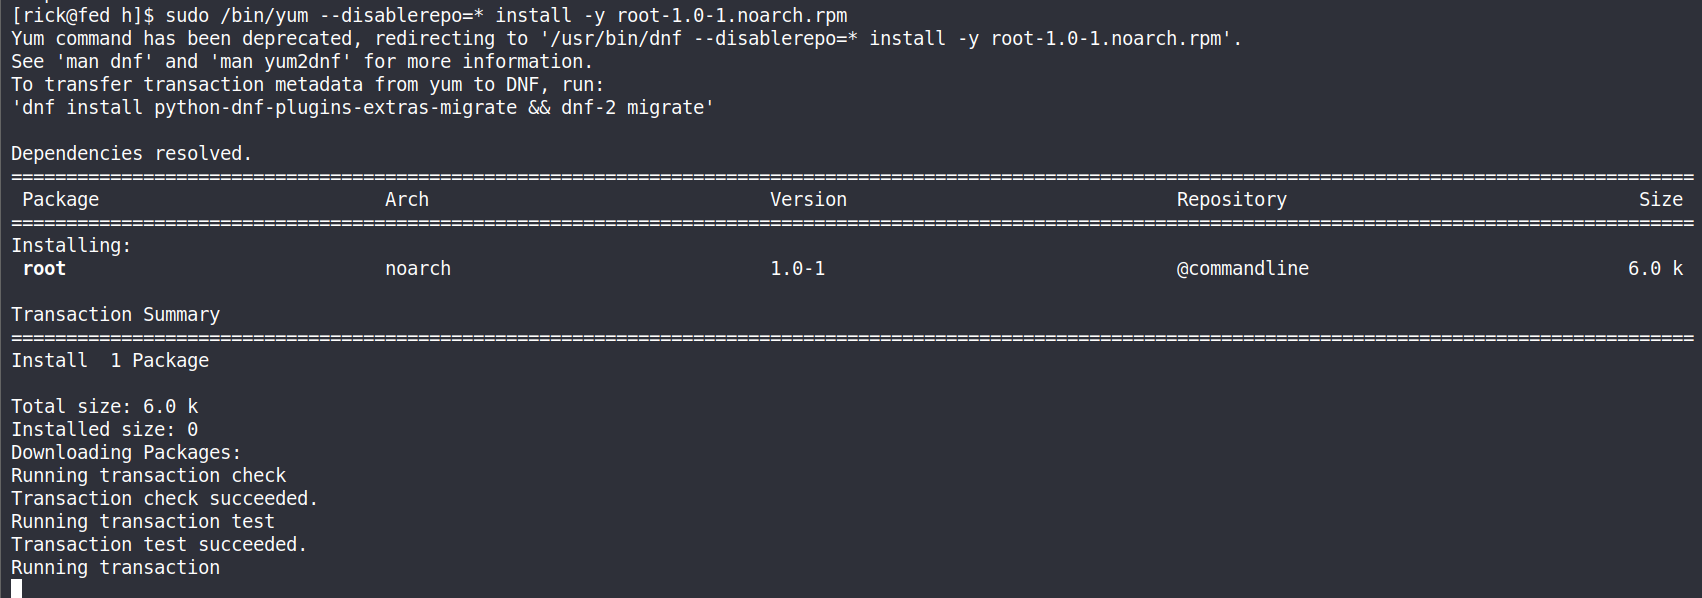 [rick@fed h]$ sudo /bin/yum --disablerepo=* install -y root-1.0-1.noarch.rpm
Yum command has been deprecated, redirecting to '/usr/bin/dnf --disablerepo=* install -y root-1.0-1.noarch.rpm'.
See 'man dnf' and 'man yum2dnf' for more information.
To transfer transaction metadata from yum to DNF, run:
'dnf install python-dnf-plugins-extras-migrate && dnf-2 migrate'
Dependencies resolved.
================================================================================
Package Arch Version Repository Size
================================================================================
Installing:
root noarch 1.0-1 @commandline 6.0 k
Transaction Summary
================================================================================
Install 1 Package
Total size: 6.0 k
Installed size: 0
Downloading Packages:
Running transaction check
Transaction check succeeded.
Running transaction test
Transaction test succeeded.
Running transaction